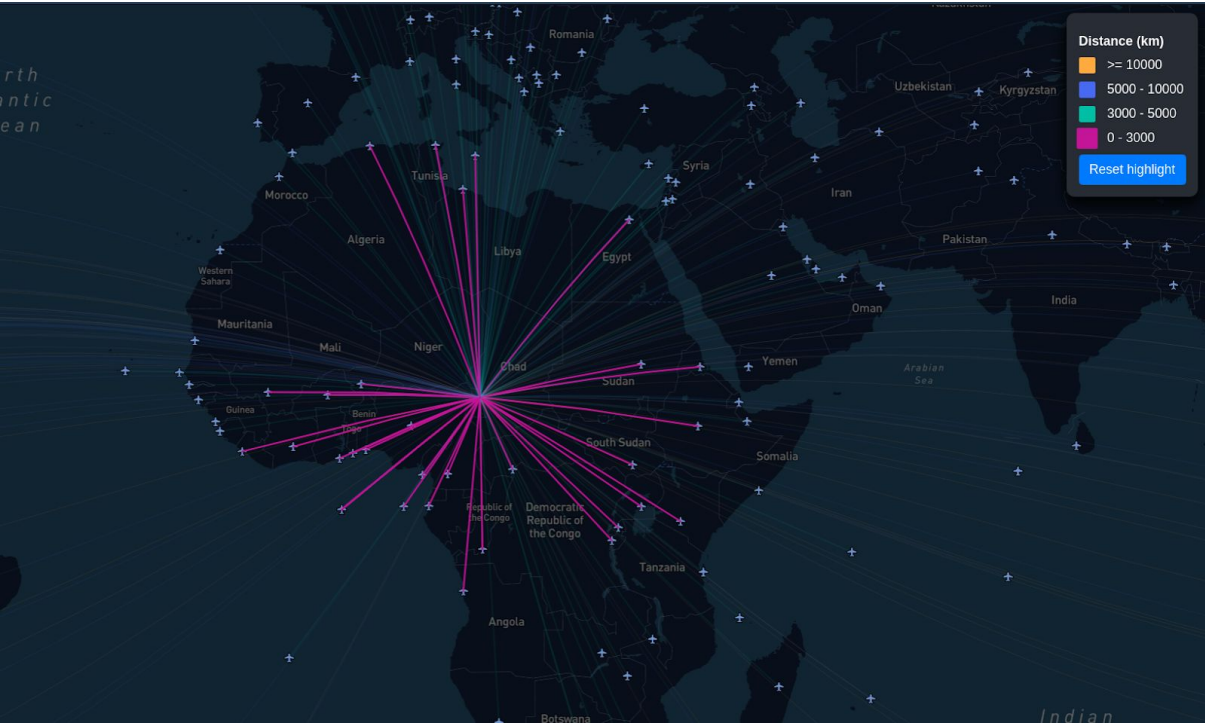 Kazakhstan
Distance (km)
>= 10000
5000 - 10000
3000 - 5000
0 - 3000
Reset highlight
rth
antic
ean
Romania
Uzbekistan
Kyrgyzstan
Syria
Tunisia
Morocco
Iran
Algeria
Libya
Egypt
Pakistan
Western
Sahara
India
Oman
Mauritania
Mali
Niger
Chad
Yemen
Arabian
Sea
Sudan
Guinea
Benin
Togo
South Sudan
Somalia
Republic of
the Congo
Democratic
Republic of
the Congo
Tanzania
Angola
Botswana
Indian